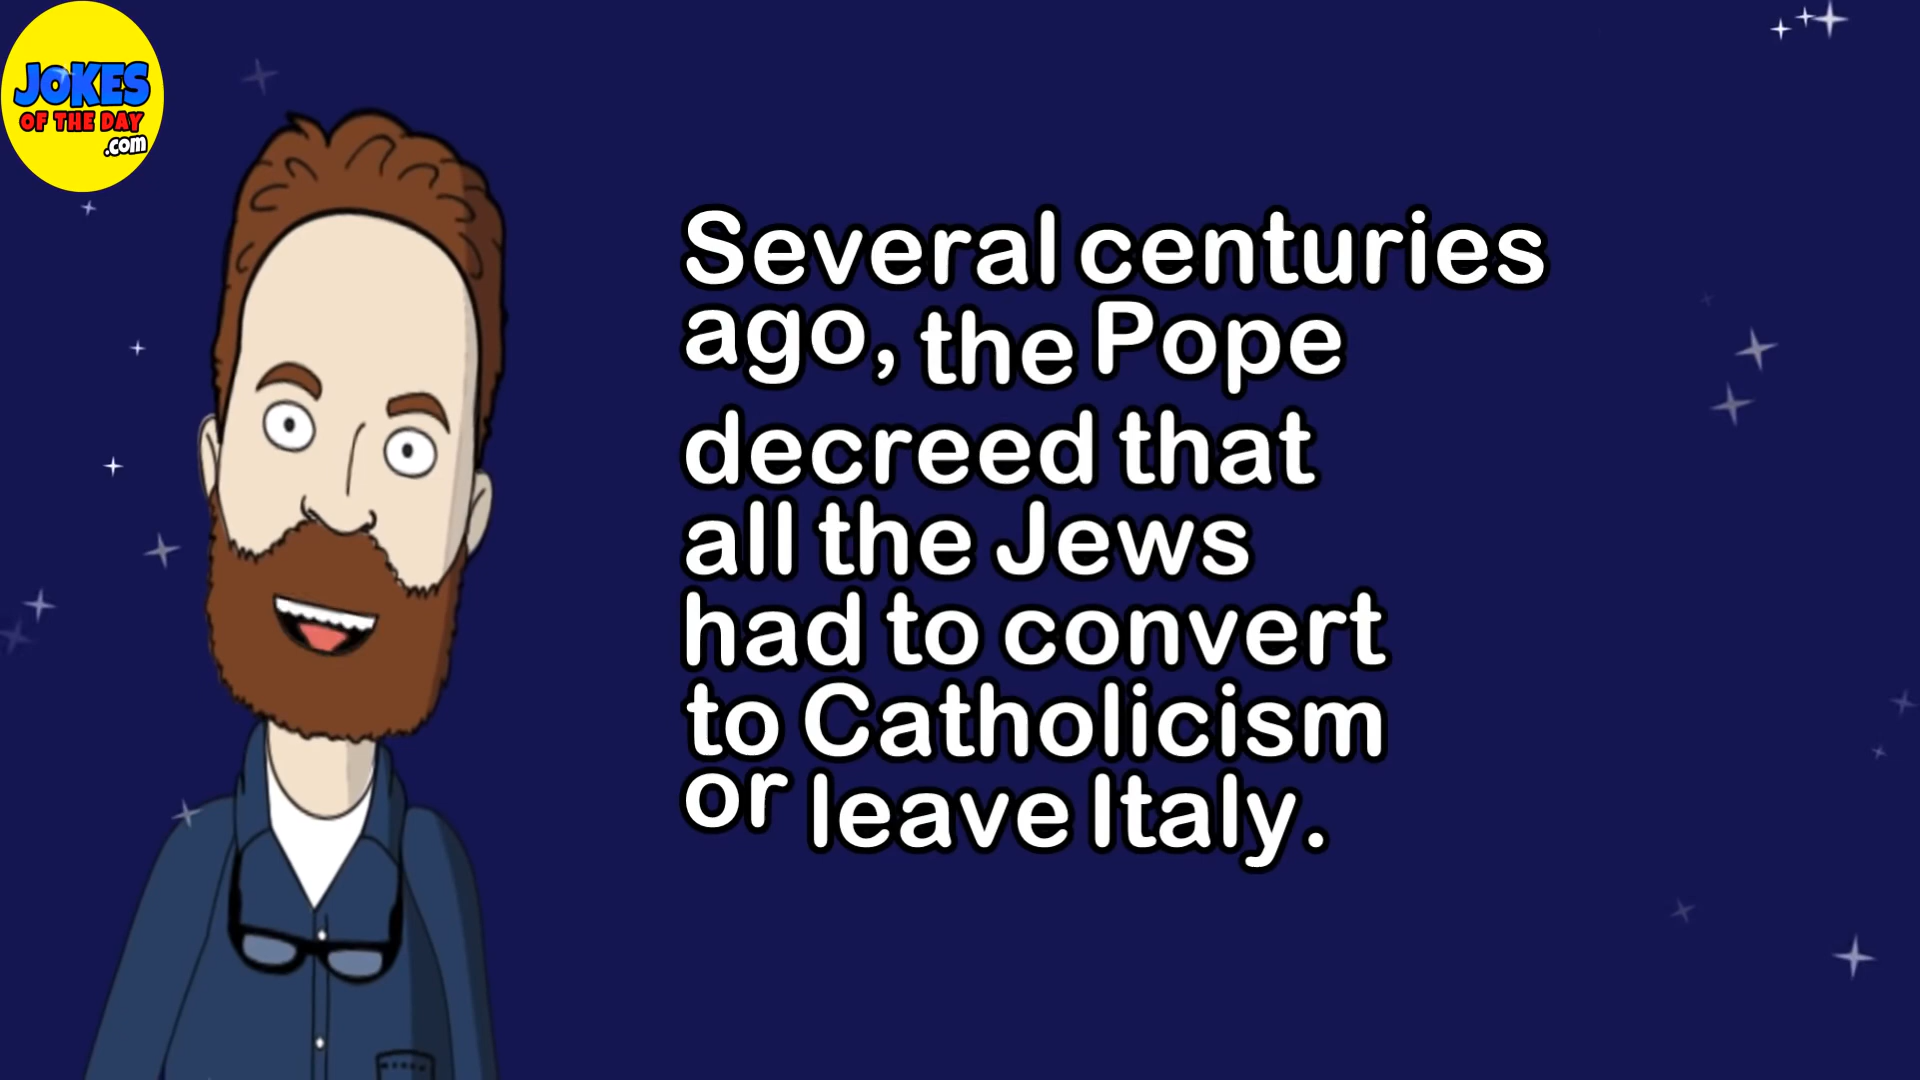 JOKES
OF THE DAY
.com
Several centuries
ago, the Pope
decreed that
all the Jews
had to convert
to Catholicism
or leave Italy.